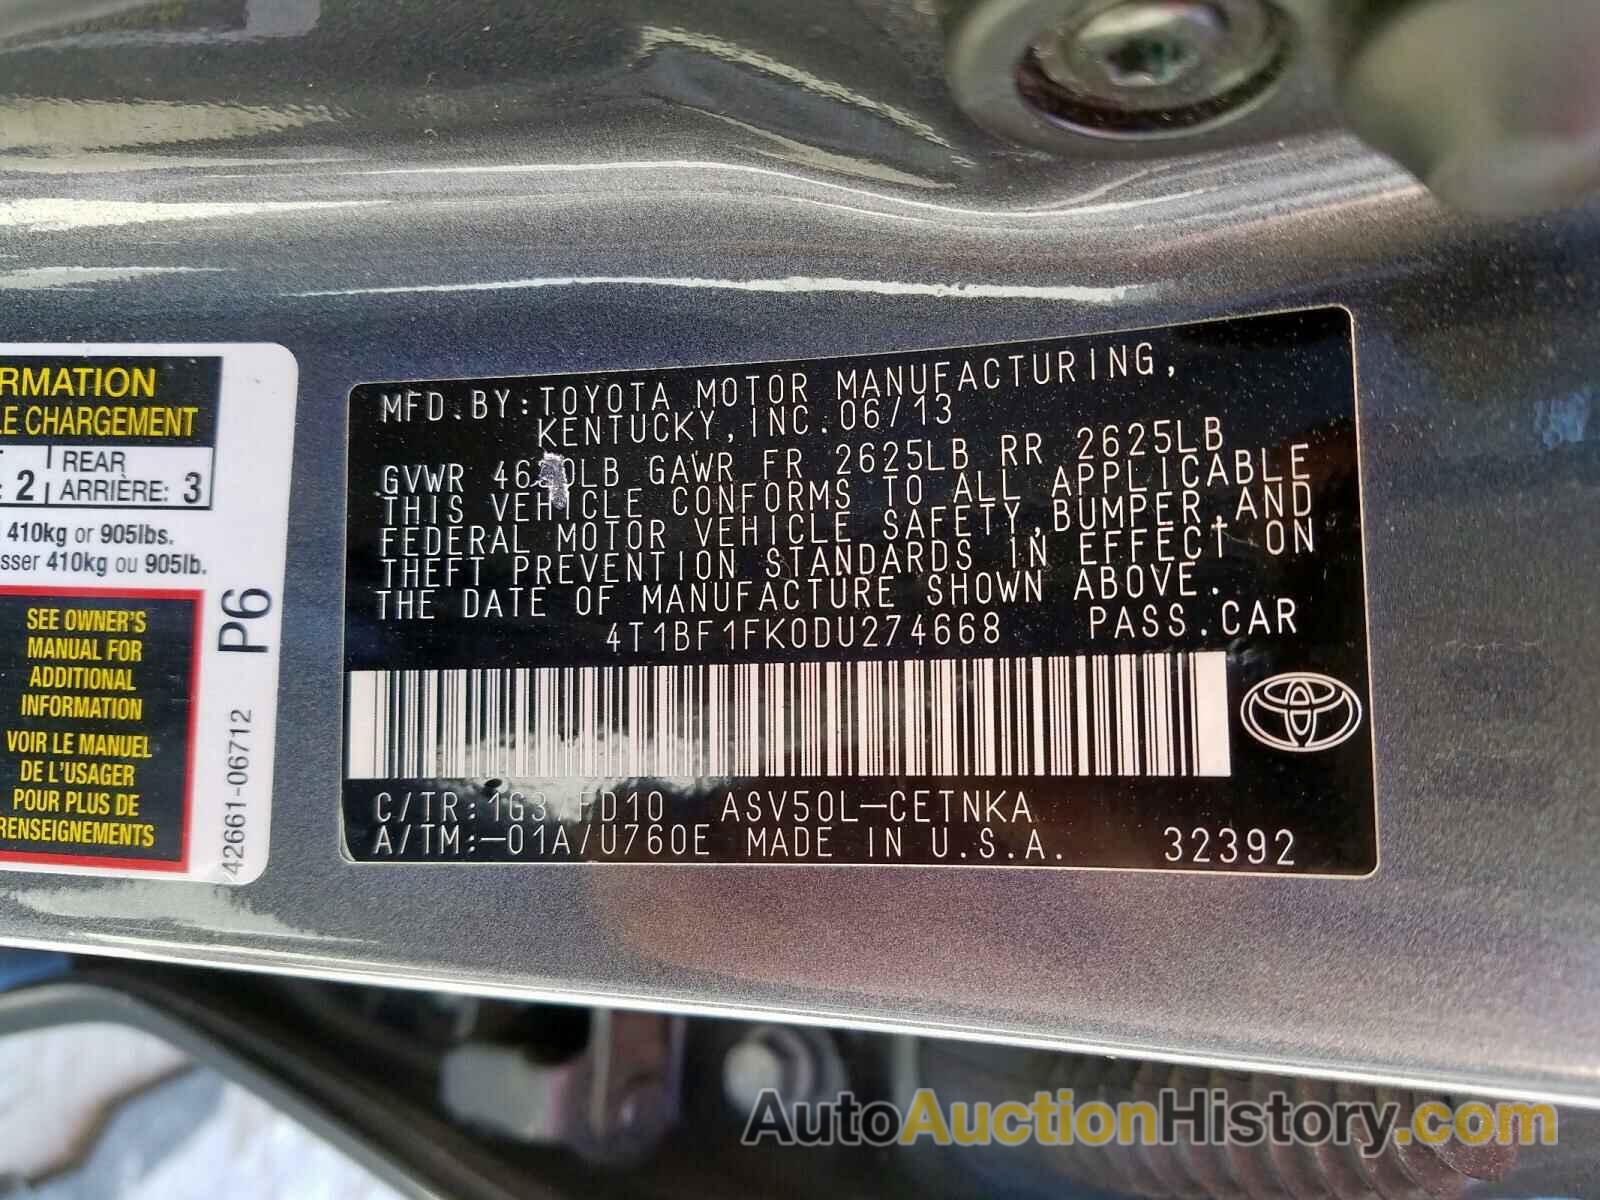 RMATION
LE CHARGEMENT
REAR
2 ARRIÈRE: 3
410kg or 905lbs.
sser 410kg ou 905lb.
SEE OWNER'S
MANUAL FOR
ADDITIONAL
INFORMATION
VOIR LE MANUEL
DE L'USAGER
POUR PLUS DE
RENSEIGNEMENTS
P6
42661-06712
MFD.BY:TOYOTA MOTOR MANUFACTURING,
KENTUCKY,INC.06/13
GVWR LB GAWR FR 2625LB RR 2625LB
THIS VEHICLE CONFORMS TO ALL APPLICABLE
FEDERAL MOTOR VEHICLE SAFETY,BUMPER,AND
THEFT PREVENTION STANDARDS IN EFFECT ON
THE DATE OF MANUFACTURE SHOWN ABOVE.
4T1BF1FK0DU274668 PASS.CAR
C/TR:1G3/FD10 ASV50L-CETNKA
A/TM:-01A/U760E MADE IN U.S.A. 32392
AutoAuctionHistory.com